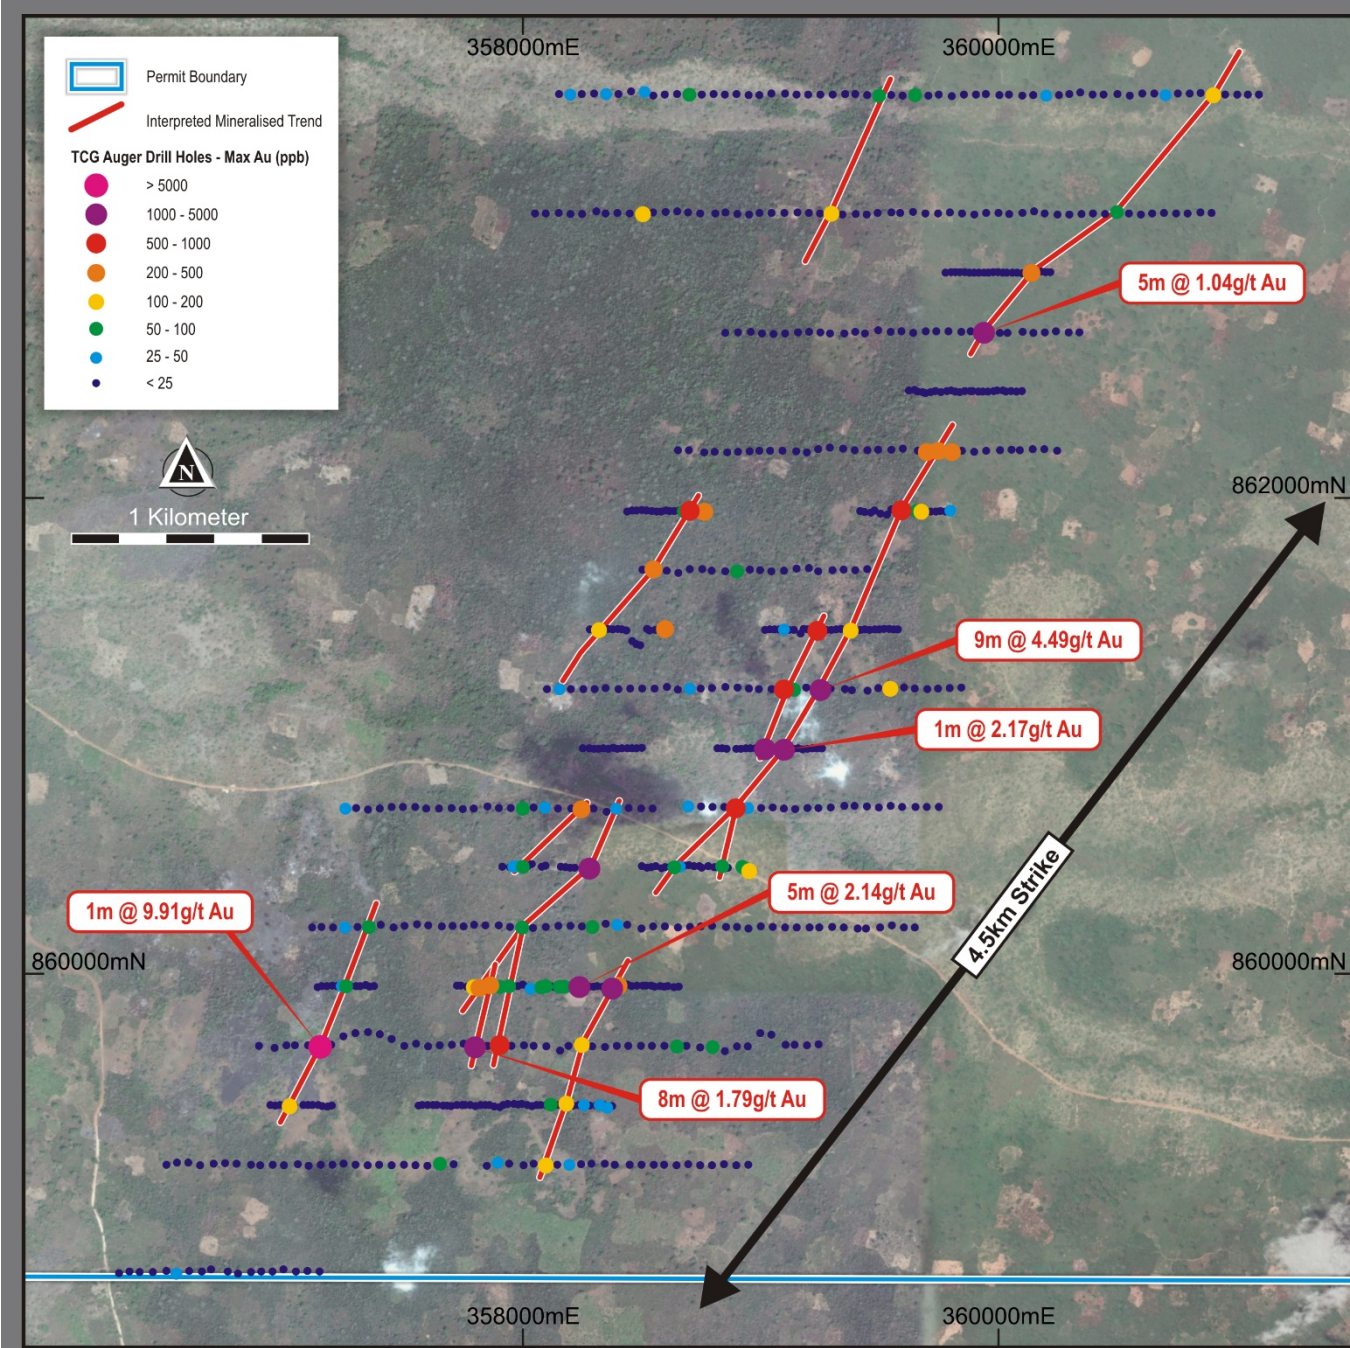 358000mE
360000mE
Permit Boundary
Interpreted Mineralised Trend
TCG Auger Drill Holes - Max Au (ppb)
> 5000
1000 - 5000
500 - 1000
200 - 500
100 - 200
50 - 100
25 - 50
< 25
5m @ 1.04g/t Au
N
862000mN
1 Kilometer
9m @ 4.49g/t Au
1m @ 2.17g/t Au
5m @ 2.14g/t Au
1m @ 9.91g/t Au
4.5km Strike
860000mN
860000mN
8m @ 1.79g/t Au
358000mE
360000mE